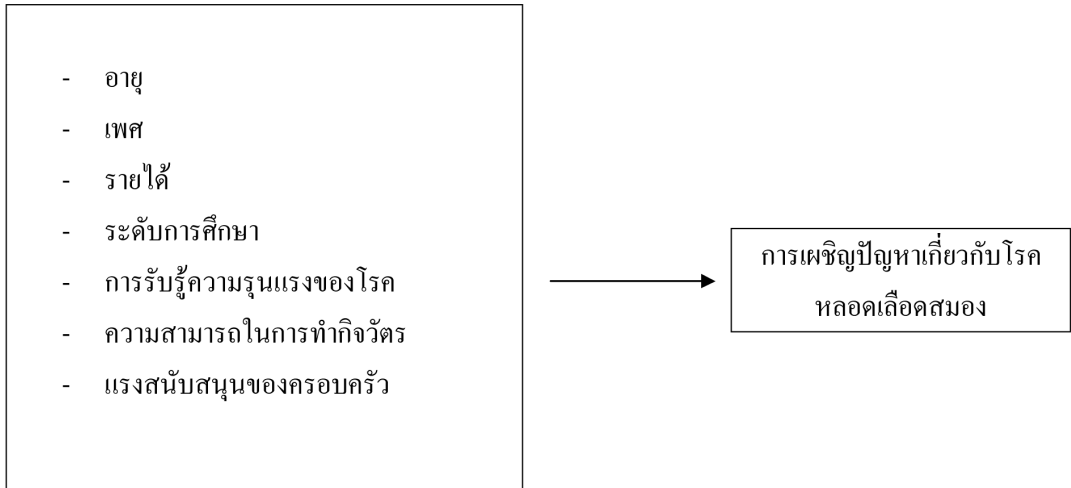 - อายุ
- เพศ
- รายได้
- ระดับการศึกษา
- การรับรู้ความรุนแรงของโรค
- ความสามารถในการทำกิจวัตร
- แรงสนับสนุนของครอบครัว
การเผชิญปัญหาเกี่ยวกับโรค
หลอดเลือดสมอง